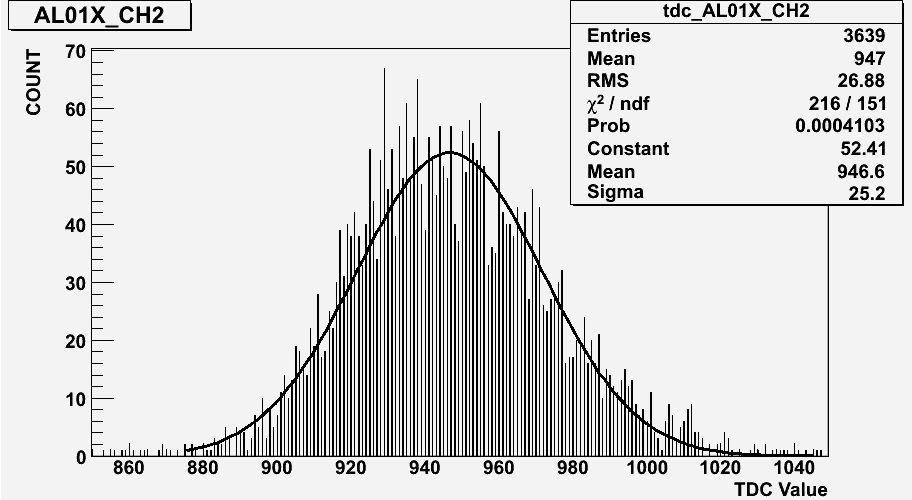 AL01X_CH2
tdc_AL01X_CH2
Entries 3639
Mean 947
RMS 26.88
χ² / ndf 216 / 151
Prob 0.0004103
Constant 52.41
Mean 946.6
Sigma 25.2
COUNT
70
60
50
40
30
20
10
0
860 880 900 920 940 960 980 1000 1020 1040
TDC Value